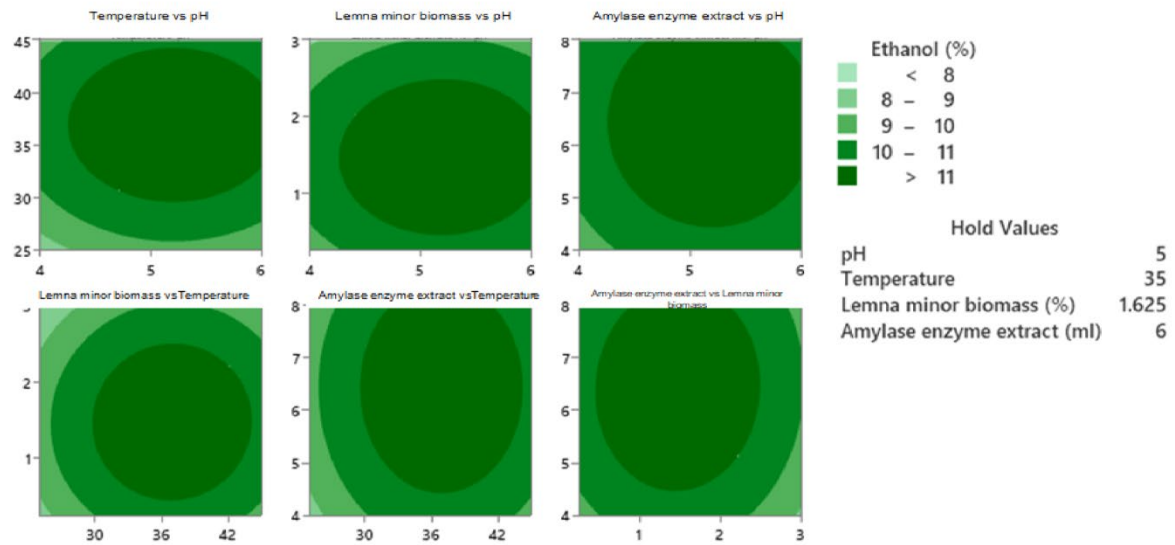 Temperature vs pH
Lemna minor biomass vs pH
Amylase enzyme extract vs pH
45
40
35
30
25
4 5 6
3
2
1
4 5 6
8
7
6
5
4
4 5 6
Ethanol (%)
< 8
8 – 9
9 – 10
10 – 11
> 11
Hold Values
pH 5
Temperature 35
Lemna minor biomass (%) 1.625
Amylase enzyme extract (ml) 6
Lemna minor biomass vsTemperature
Amylase enzyme extract vsTemperature
Amylase enzyme extract vs Lemna minor
biomass
2
1
30 36 42
8
7
6
5
4
30 36 42
8
7
6
5
4
1 2 3